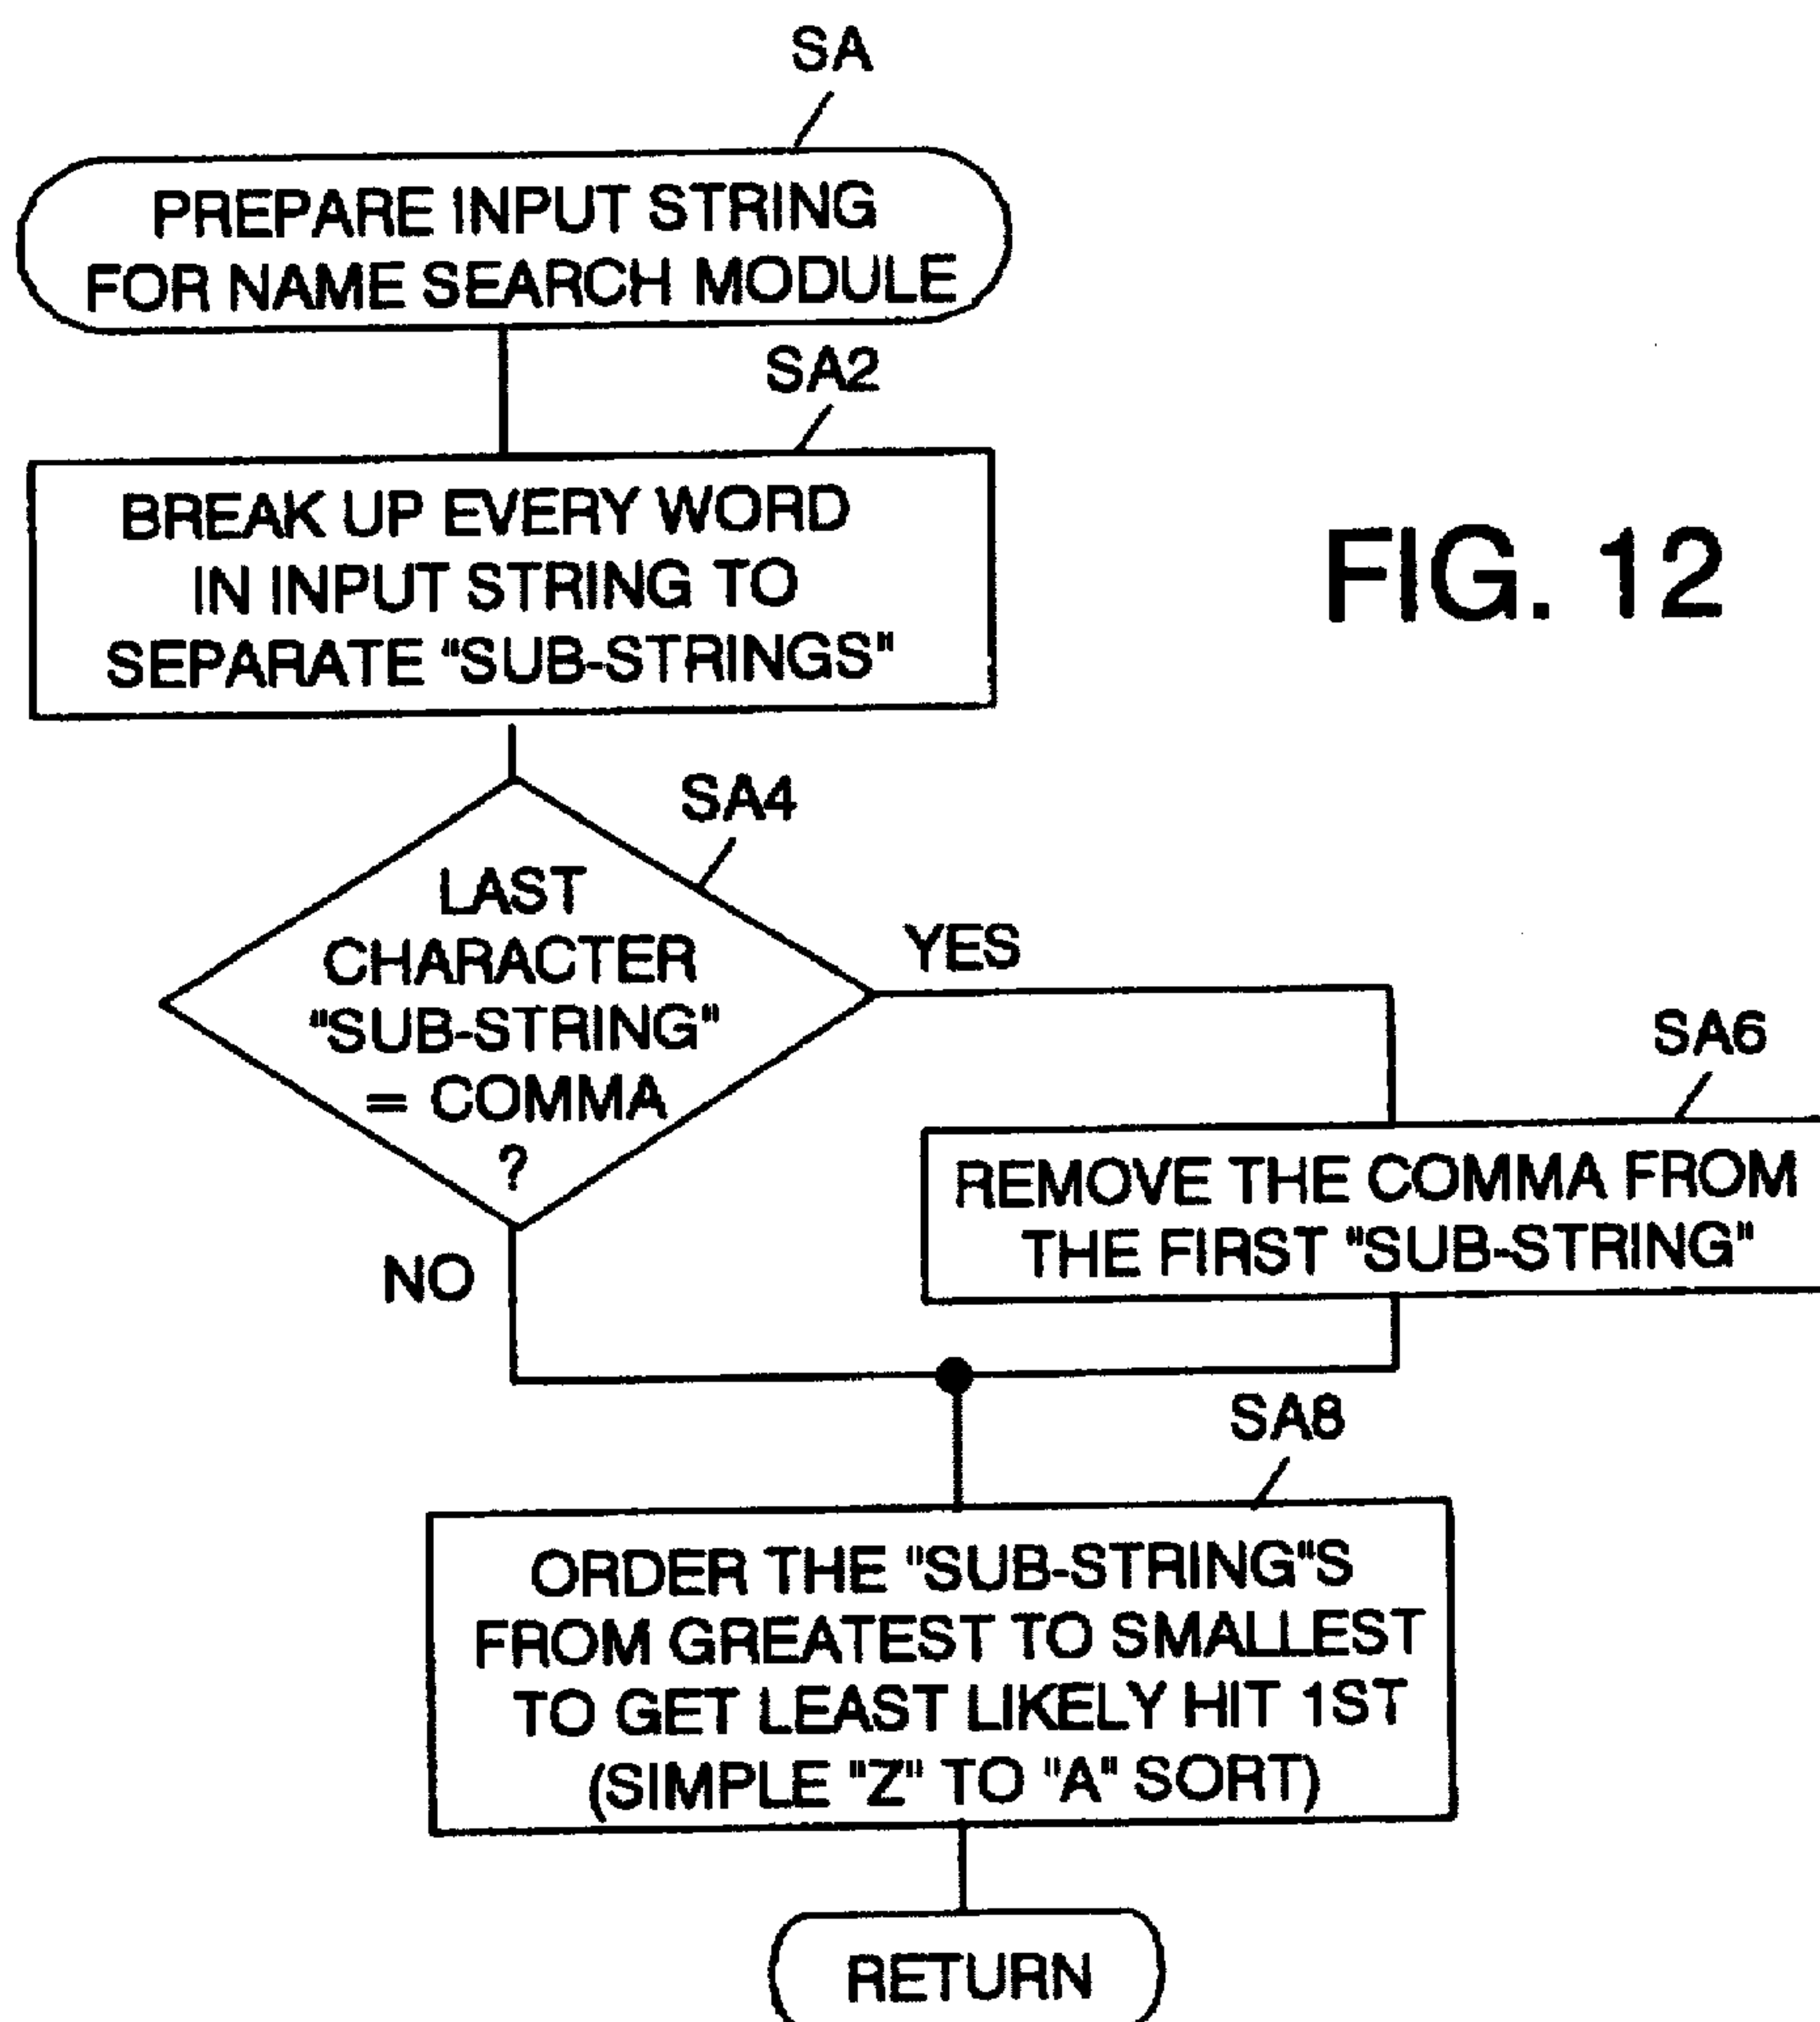 SA
PREPARE INPUT STRING
FOR NAME SEARCH MODULE
SA2
BREAK UP EVERY WORD
IN INPUT STRING TO
SEPARATE "SUB-STRINGS"
FIG. 12
SA4
LAST
CHARACTER
"SUB-STRING"
= COMMA
?
YES
NO
SA6
REMOVE THE COMMA FROM
THE FIRST "SUB-STRING"
SA8
ORDER THE "SUB-STRING"S
FROM GREATEST TO SMALLEST
TO GET LEAST LIKELY HIT 1ST
(SIMPLE "Z" TO "A" SORT)
RETURN